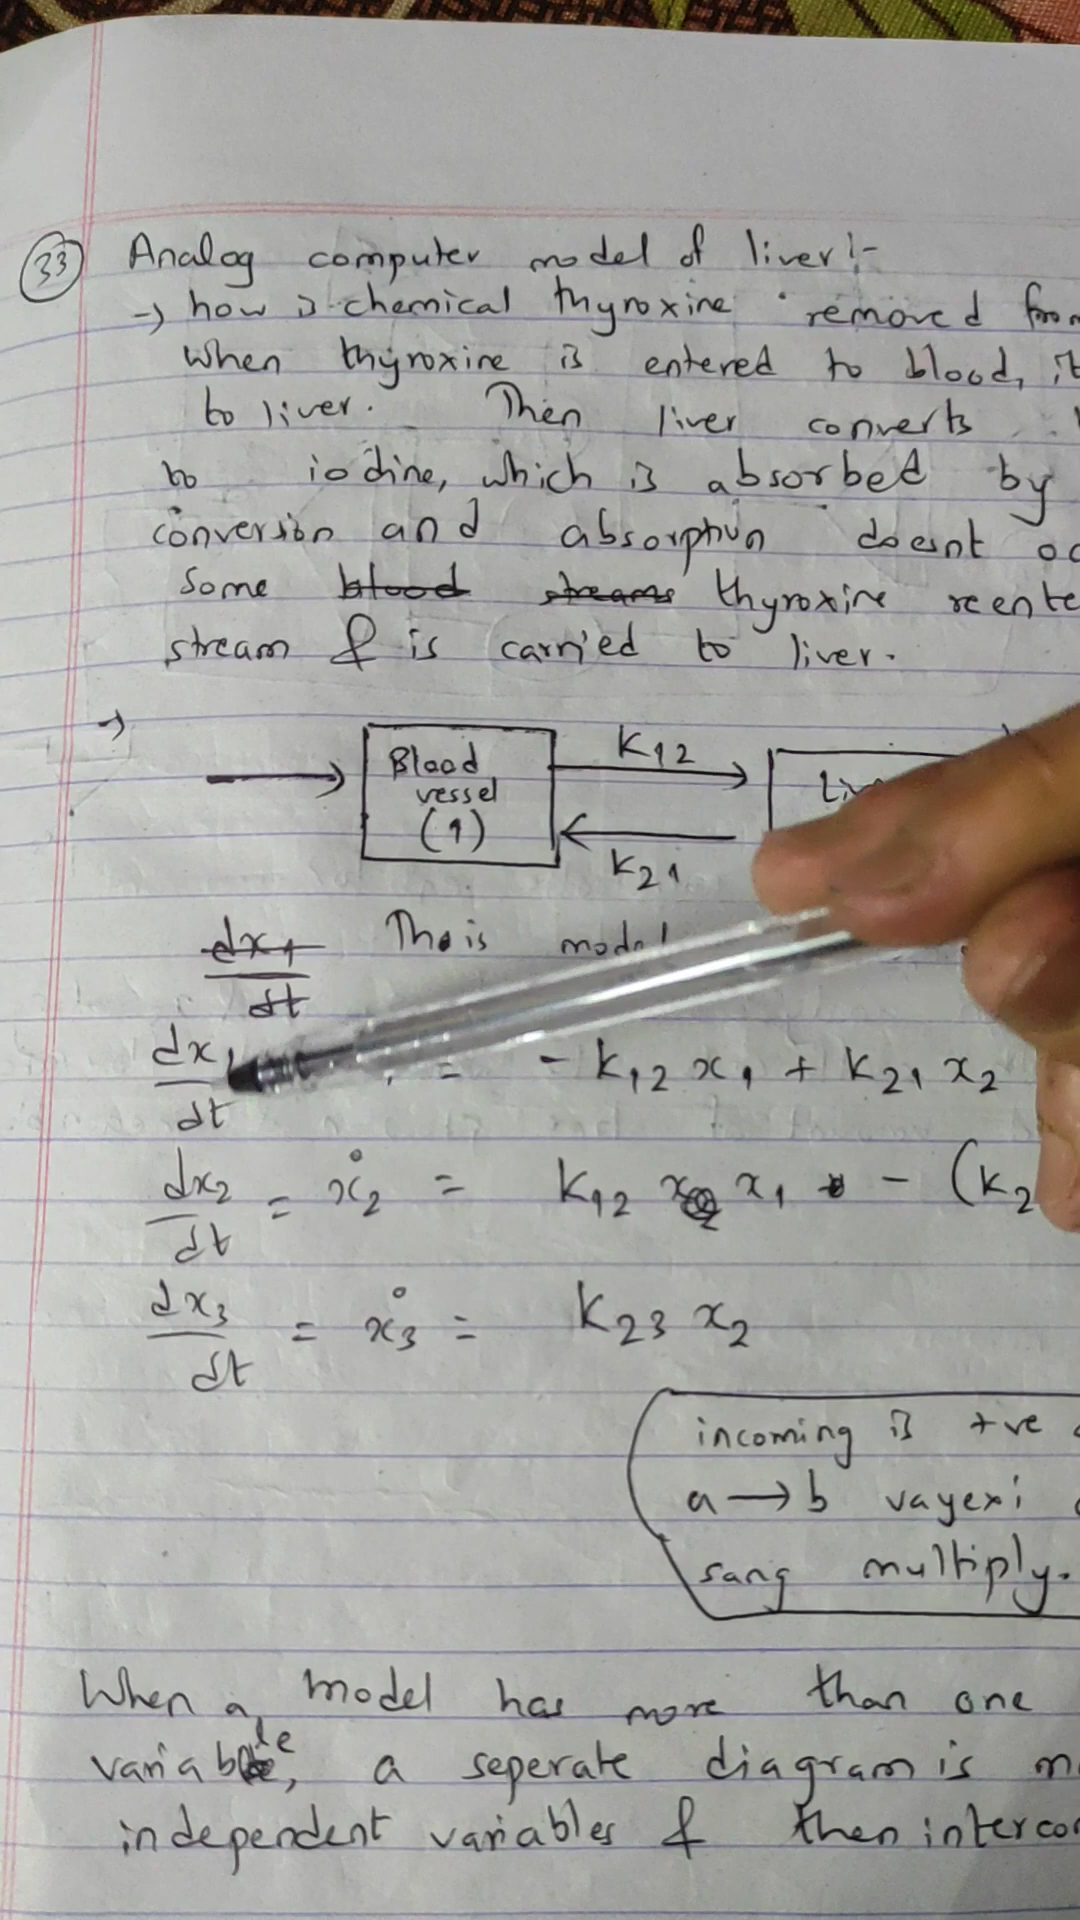 33 Analog computer model of liver:-
→ how is chemical thyroxine removed from
When thyroxine is entered to blood, it
to liver. Then liver converts
to iodine, which is absorbed by
conversion and absorption doesnt
Some blood streams thyroxine reente
stream & is carried to liver.
→ Blood vessel (1) K12 K21
dx1/dt This model
dx1/dt = - K12 x1 + K21 x2
dx2/dt = ẋ2 = K12 x1 - (K2
dx3/dt = ẋ3 = K23 x2
incoming is +ve
a → b vayexi
sang multiply.
When a model has more than one
variable, a seperate diagram is
independent variables & then interco